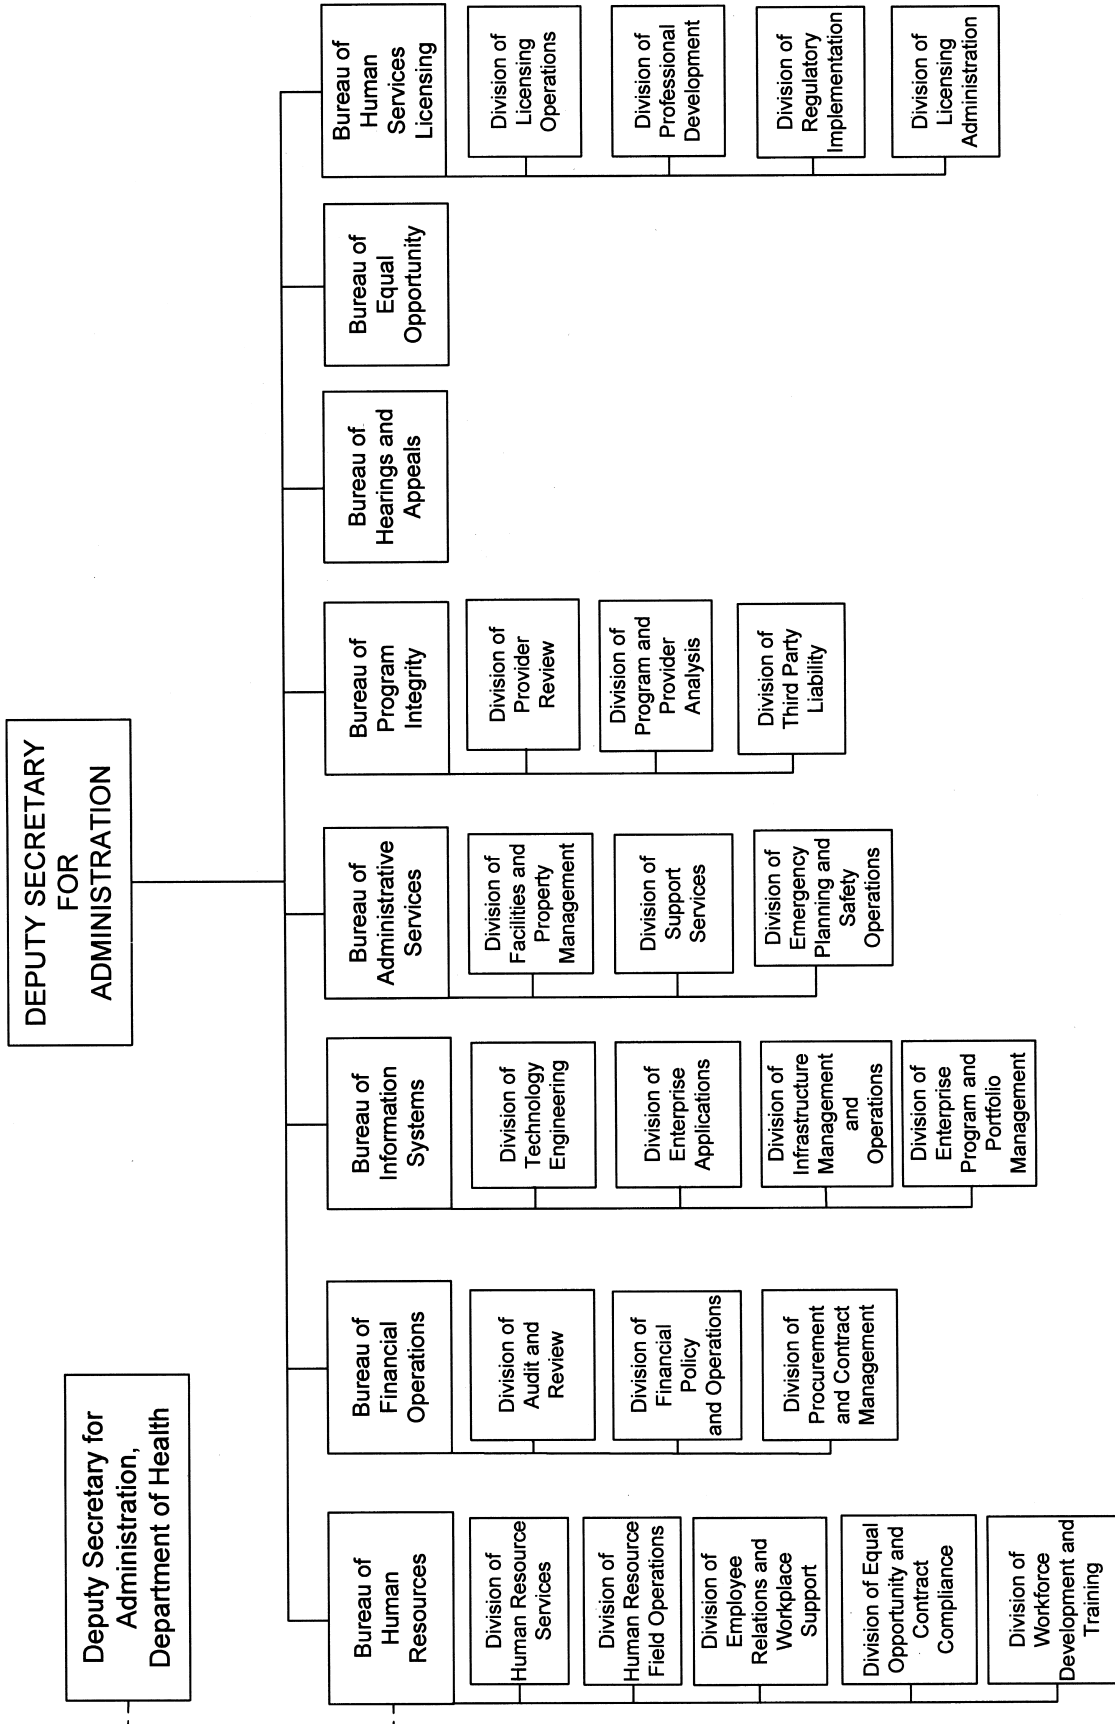 DEPUTY SECRETARY
FOR
ADMINISTRATION
Deputy Secretary for
Administration,
Department of Health
Bureau of
Human
Resources
Division of
Human Resource
Services
Division of
Human Resource
Field Operations
Division of
Employee
Relations and
Workplace
Support
Division of Equal
Opportunity and
Contract
Compliance
Division of
Workforce
Development and
Training
Bureau of
Financial
Operations
Division of
Audit and
Review
Division of
Financial
Policy
and Operations
Division of
Procurement
and Contract
Management
Bureau of
Information
Systems
Division of
Technology
Engineering
Division of
Enterprise
Applications
Division of
Infrastructure
Management
and
Operations
Division of
Enterprise
Program and
Portfolio
Management
Bureau of
Administrative
Services
Division of
Facilities and
Property
Management
Division of
Support
Services
Division of
Emergency
Planning and
Safety
Operations
Bureau of
Program
Integrity
Division of
Provider
Review
Division of
Program and
Provider
Analysis
Division of
Third Party
Liability
Bureau of
Hearings and
Appeals
Bureau of
Equal
Opportunity
Bureau of
Human
Services
Licensing
Division of
Licensing
Operations
Division of
Professional
Development
Division of
Regulatory
Implementation
Division of
Licensing
Administration